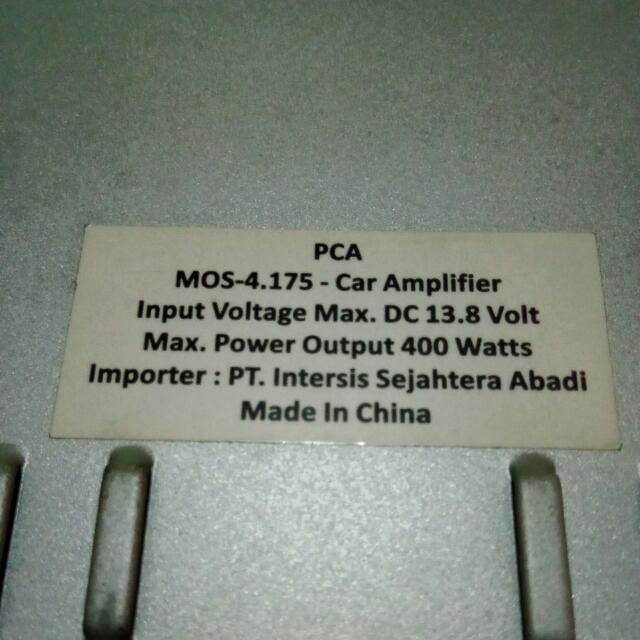 PCA
MOS-4.175 - Car Amplifier
Input Voltage Max. DC 13.8 Volt
Max. Power Output 400 Watts
Importer : PT. Intersis Sejahtera Abadi
Made In China